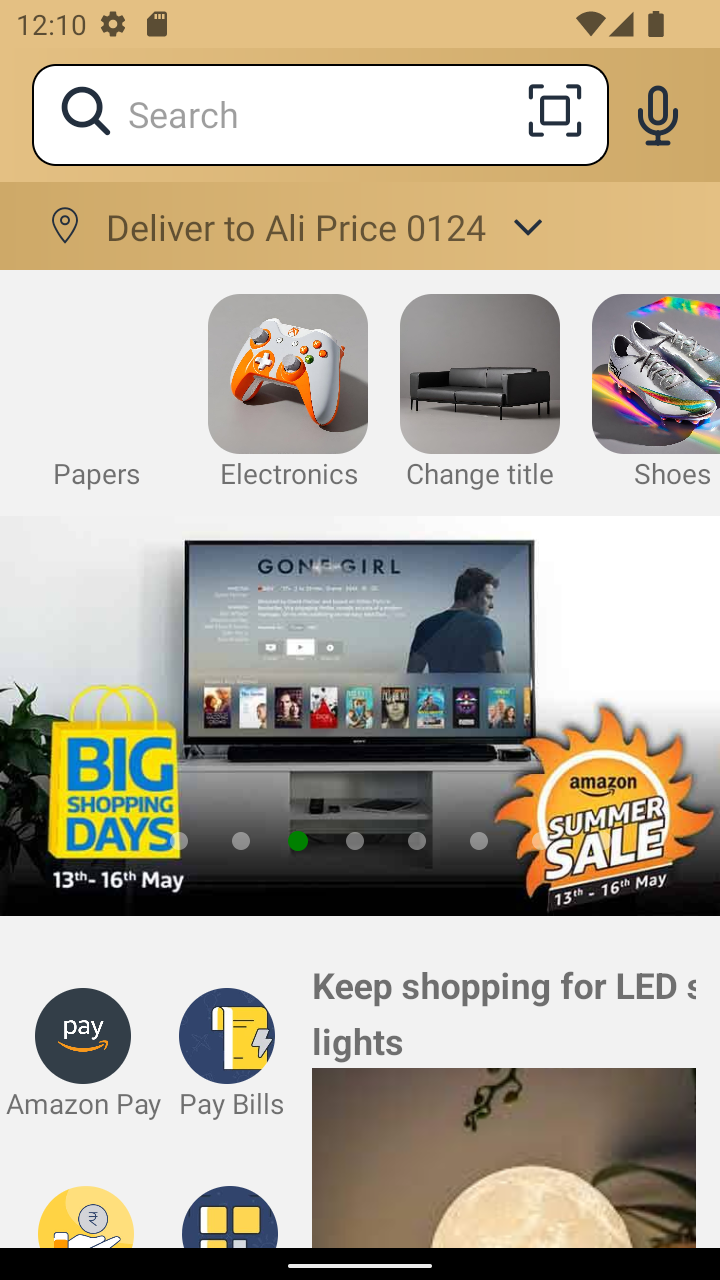 12:10
Search
Deliver to Ali Price 0124
Papers
Electronics
Change title
Shoes
GONE GIRL
BIG
SHOPPING
DAYS
13th - 16th May
amazon
SUMMER
SALE
13th - 16th May
Keep shopping for LED s
lights
pay
Amazon Pay
Pay Bills
₹